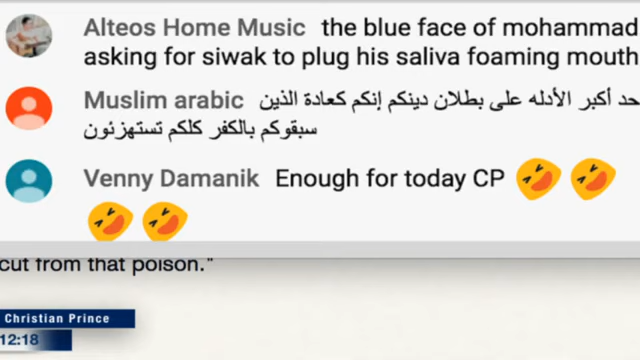 Alteos Home Music the blue face of mohammad
asking for siwak to plug his saliva foaming mouth
Muslim arabic حد أكبر الأدله على بطلان دينكم إنكم كعادة الذين
سبقوكم بالكفر كلكم تستهزئون
Venny Damanik Enough for today CP
cut from that poison."
Christian Prince
12:18